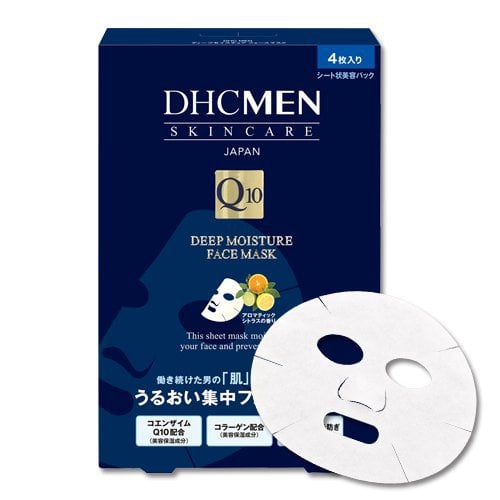 4枚入り
シート状美容パック
DHCMEN
SKINCARE
JAPAN
Q10
DEEP MOISTURE
FACE MASK
アロマティック
シトラスの香り
This sheet mask
your face and
働き続けた男の「肌」
うるおい集中
コエンザイム
Q10配合
(美容保湿成分)
コラーゲン配合
(美容保湿成分)
防ぎ